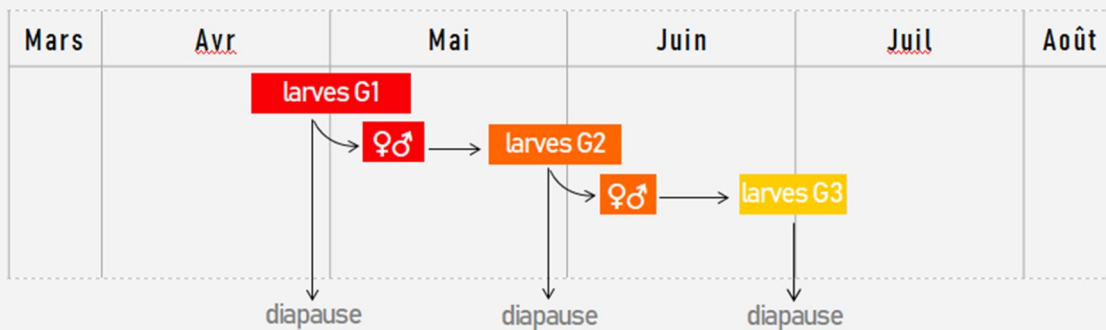 Mars Avr Mai Juin Juil Août
larves G1
♀♂ larves G2
♀♂ larves G3
diapause diapause diapause